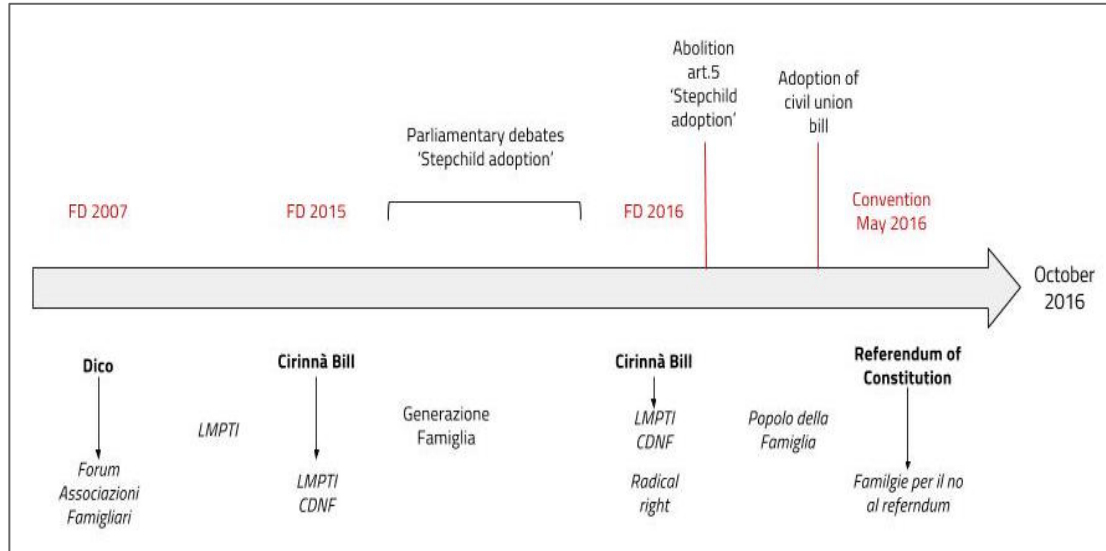 Abolition
art.5
'Stepchild
adoption'
Adoption of
civil union
bill
Parliamentary debates
'Stepchild adoption'
FD 2007
FD 2015
FD 2016
Convention
May 2016
October
2016
Dico
Cirinnà Bill
Cirinnà Bill
Referendum of
Constitution
LMPTI
Generazione
Famiglia
LMPTI
CDNF
Popolo della
Famiglia
Forum
Associazioni
Famigliari
LMPTI
CDNF
Radical
right
Familgie per il no
al referendum